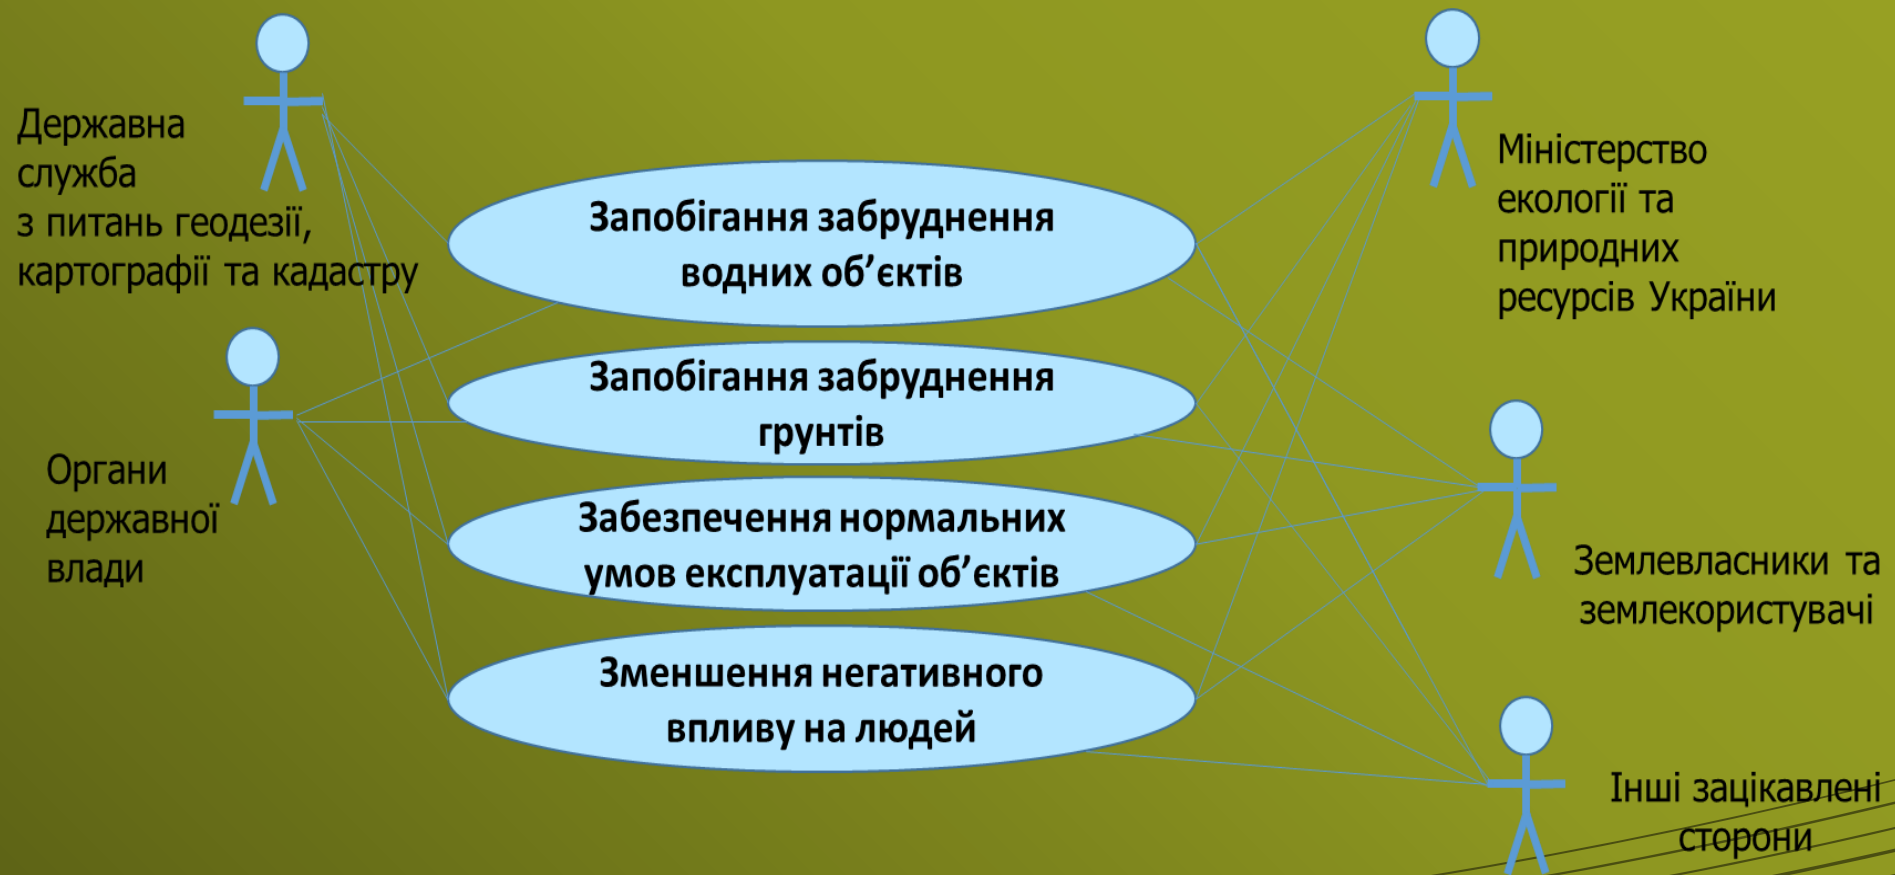 Державна
служба
з питань геодезії,
картографії та кадастру
Органи
державної
влади
Запобігання забруднення
водних об’єктів
Запобігання забруднення
грунтів
Забезпечення нормальних
умов експлуатації об’єктів
Зменшення негативного
впливу на людей
Міністерство
екології та
природних
ресурсів України
Землевласники та
землекористувачі
Інші зацікавлені
сторони